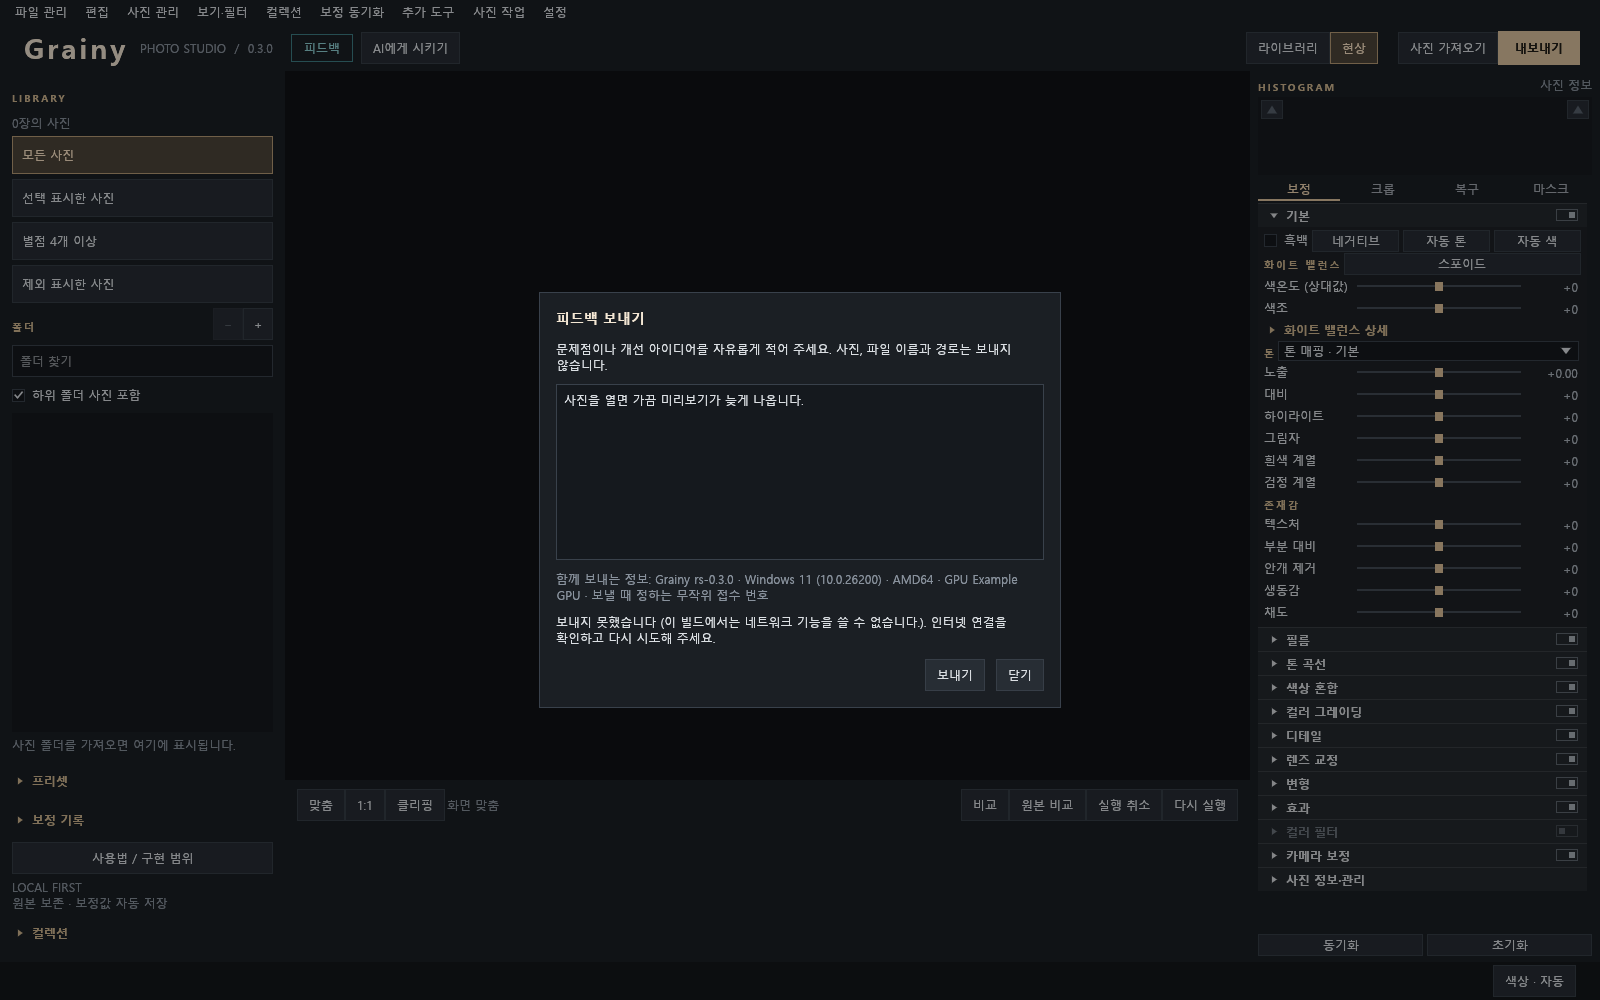 파일 관리 편집 사진 관리 보기·필터 컬렉션 보정 동기화 추가 도구 사진 작업 설정
Grainy PHOTO STUDIO / 0.3.0 피드백 AI에게 시키기 라이브러리 현상 사진 가져오기 내보내기
LIBRARY
0장의 사진
모든 사진
선택 표시한 사진
별점 4개 이상
제외 표시한 사진
폴더 − +
폴더 찾기
하위 폴더 사진 포함
사진 폴더를 가져오면 여기에 표시됩니다.
프리셋
보정 기록
사용법 / 구현 범위
LOCAL FIRST
원본 보존 · 보정값 자동 저장
컬렉션
피드백 보내기
문제점이나 개선 아이디어를 자유롭게 적어 주세요. 사진, 파일 이름과 경로는 보내지
않습니다.
사진을 열면 가끔 미리보기가 늦게 나옵니다.
함께 보내는 정보: Grainy rs-0.3.0 · Windows 11 (10.0.26200) · AMD64 · GPU Example
GPU · 보낼 때 정하는 무작위 접수 번호
보내지 못했습니다 (이 빌드에서는 네트워크 기능을 쓸 수 없습니다.). 인터넷 연결을
확인하고 다시 시도해 주세요.
보내기 닫기
맞춤 1:1 클리핑 화면 맞춤 비교 원본 비교 실행 취소 다시 실행
HISTOGRAM 사진 정보
보정 크롭 복구 마스크
기본
흑백 네거티브 자동 톤 자동 색
화이트 밸런스 스포이드
색온도 (상대값) +0
색조 +0
화이트 밸런스 상세
톤 톤 매핑 · 기본
노출 +0.00
대비 +0
하이라이트 +0
그림자 +0
흰색 계열 +0
검정 계열 +0
존재감
텍스처 +0
부분 대비 +0
안개 제거 +0
생동감 +0
채도 +0
필름
톤 곡선
색상 혼합
컬러 그레이딩
디테일
렌즈 교정
변형
효과
컬러 필터
카메라 보정
사진 정보·관리
동기화 초기화
색상 · 자동